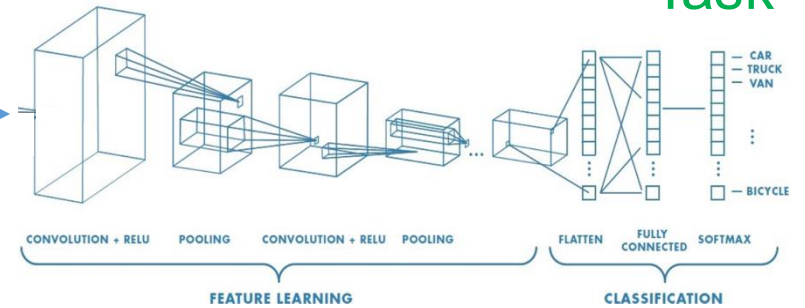 Task
CAR
TRUCK
VAN
BICYCLE
CONVOLUTION + RELU
POOLING
CONVOLUTION + RELU
POOLING
FLATTEN
FULLY
CONNECTED
SOFTMAX
FEATURE LEARNING
CLASSIFICATION